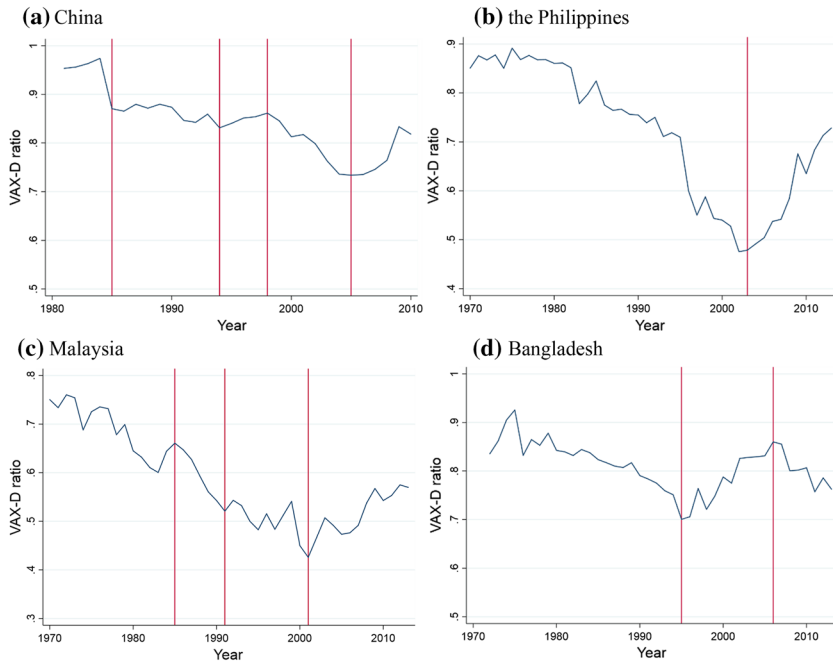 (a) China
VAX-D ratio
1
.9
.8
.7
.6
.5
1980 1990 2000 2010
Year
(b) the Philippines
VAX-D ratio
.9
.8
.7
.6
.5
.4
1970 1980 1990 2000 2010
Year
(c) Malaysia
VAX-D ratio
.8
.7
.6
.5
.4
.3
1970 1980 1990 2000 2010
Year
(d) Bangladesh
VAX-D ratio
1
.9
.8
.7
.6
.5
1970 1980 1990 2000 2010
Year